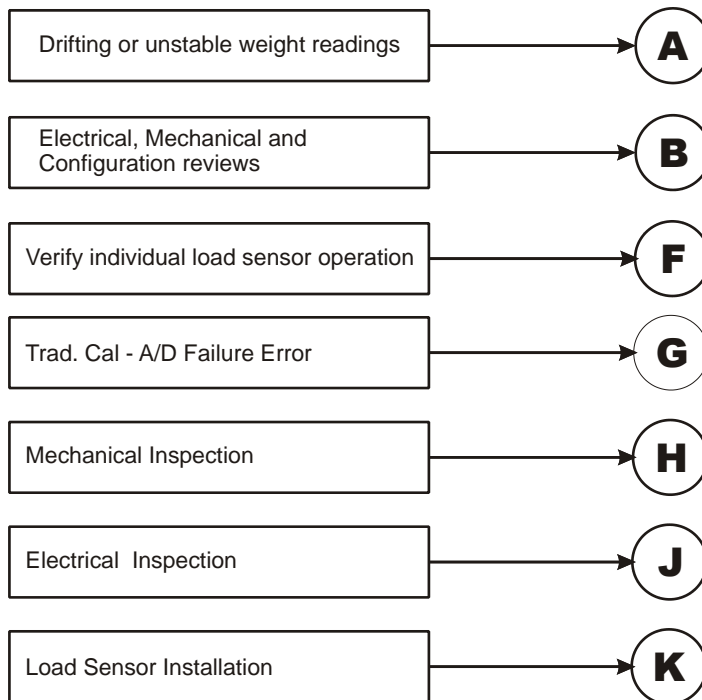 Drifting or unstable weight readings
A
Electrical, Mechanical and
Configuration reviews
B
Verify individual load sensor operation
F
Trad. Cal - A/D Failure Error
G
Mechanical Inspection
H
Electrical Inspection
J
Load Sensor Installation
K